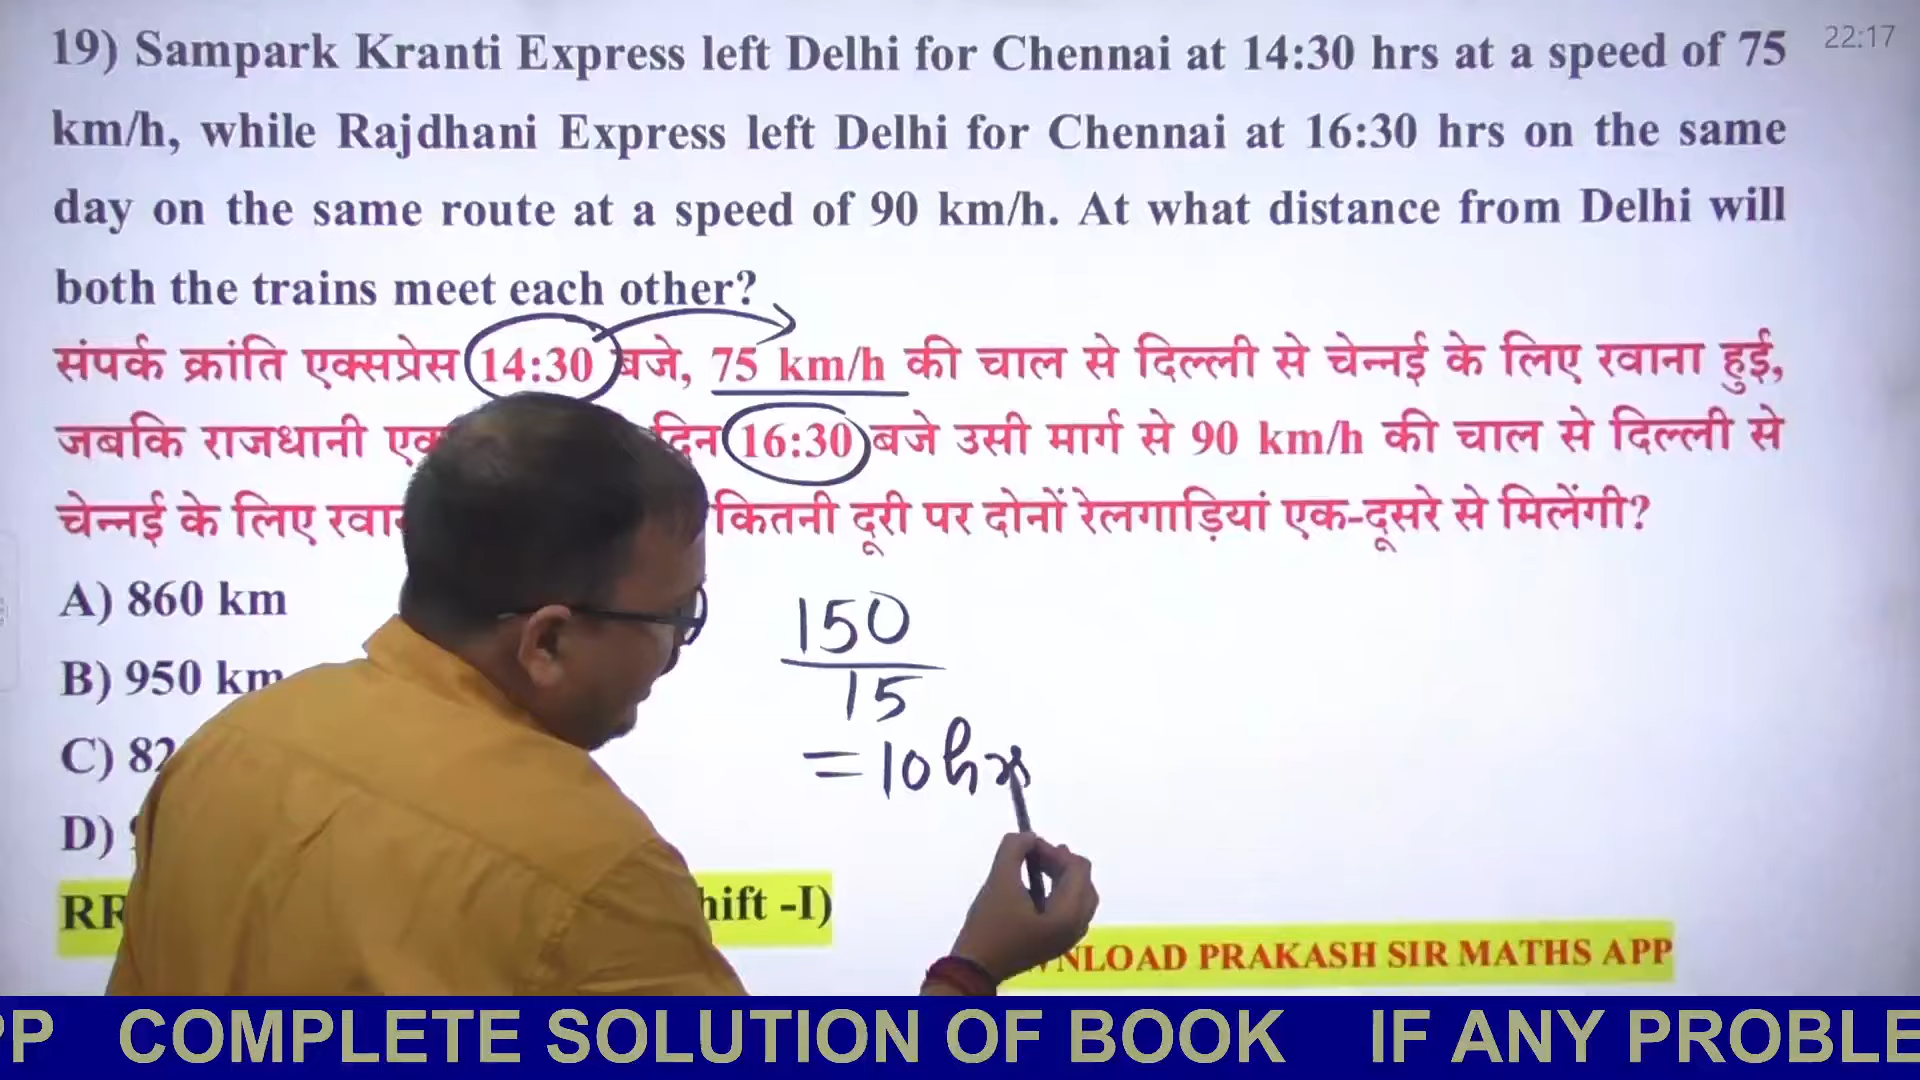 19) Sampark Kranti Express left Delhi for Chennai at 14:30 hrs at a speed of 75
22:17
km/h, while Rajdhani Express left Delhi for Chennai at 16:30 hrs on the same
day on the same route at a speed of 90 km/h. At what distance from Delhi will
both the trains meet each other?
संपर्क क्रांति एक्सप्रेस 14:30 बजे, 75 km/h की चाल से दिल्ली से चेन्नई के लिए रवाना हुई,
जबकि राजधानी दिन 16:30 बजे उसी मार्ग से 90 km/h की चाल से दिल्ली से
चेन्नई के लिए कितनी दूरी पर दोनों रेलगाड़ियां एक-दूसरे से मिलेंगी?
A) 860 km
B) 950 km
C) 82
D)
150
15
= 10 hrs
RR hift -I)
NLOAD PRAKASH SIR MATHS APP
PP COMPLETE SOLUTION OF BOOK IF ANY PROBLE